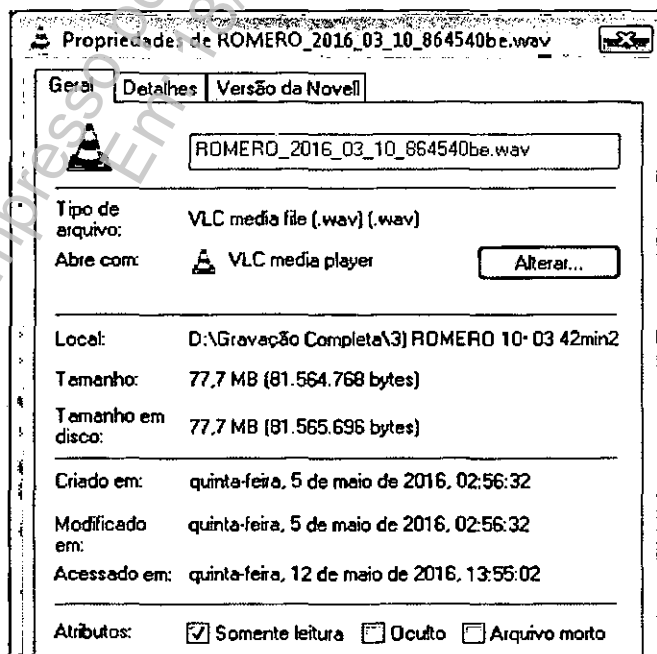 Propriedades de ROMERO_2016_03_10_864540be.wav
Geral Detalhes Versão da Novell
ROMERO_2016_03_10_864540be.wav
Tipo de arquivo: VLC media file (.wav) (.wav)
Abre com: VLC media player Alterar...
Local: D:\Gravação Completa\3) ROMERO 10- 03 42min2
Tamanho: 77,7 MB (81.564.768 bytes)
Tamanho em disco: 77,7 MB (81.565.696 bytes)
Criado em: quinta-feira, 5 de maio de 2016, 02:56:32
Modificado em: quinta-feira, 5 de maio de 2016, 02:56:32
Acessado em: quinta-feira, 12 de maio de 2016, 13:55:02
Atributos: Somente leitura Oculto Arquivo morto